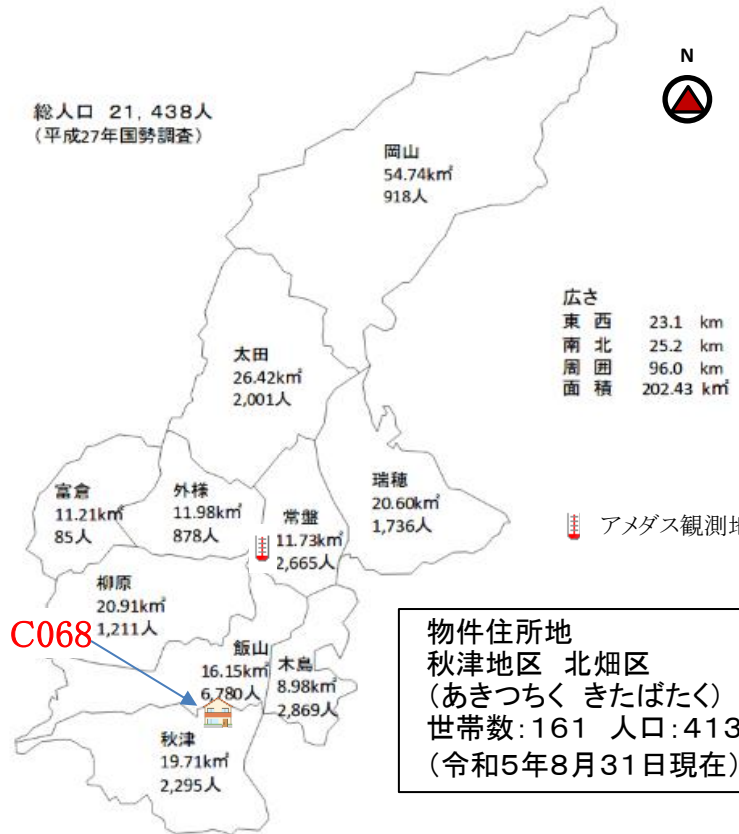 総人口 21,438人
(平成27年国勢調査)
N
岡山
54.74k㎡
918人
広さ
東 西 23.1 km
南 北 25.2 km
周 囲 96.0 km
面 積 202.43 k㎡
太田
26.42k㎡
2,001人
瑞穂
20.60k㎡
1,736人
富倉
11.21k㎡
85人
外様
11.98k㎡
878人
常盤
11.73k㎡
2,665人
アメダス観測地
柳原
20.91k㎡
1,211人
C068
飯山
16.15k㎡
6,780人
木島
8.98k㎡
2,869人
秋津
19.71k㎡
2,295人
物件住所地
秋津地区 北畑区
(あきつちく きたばたく)
世帯数:161 人口:413
(令和5年8月31日現在)